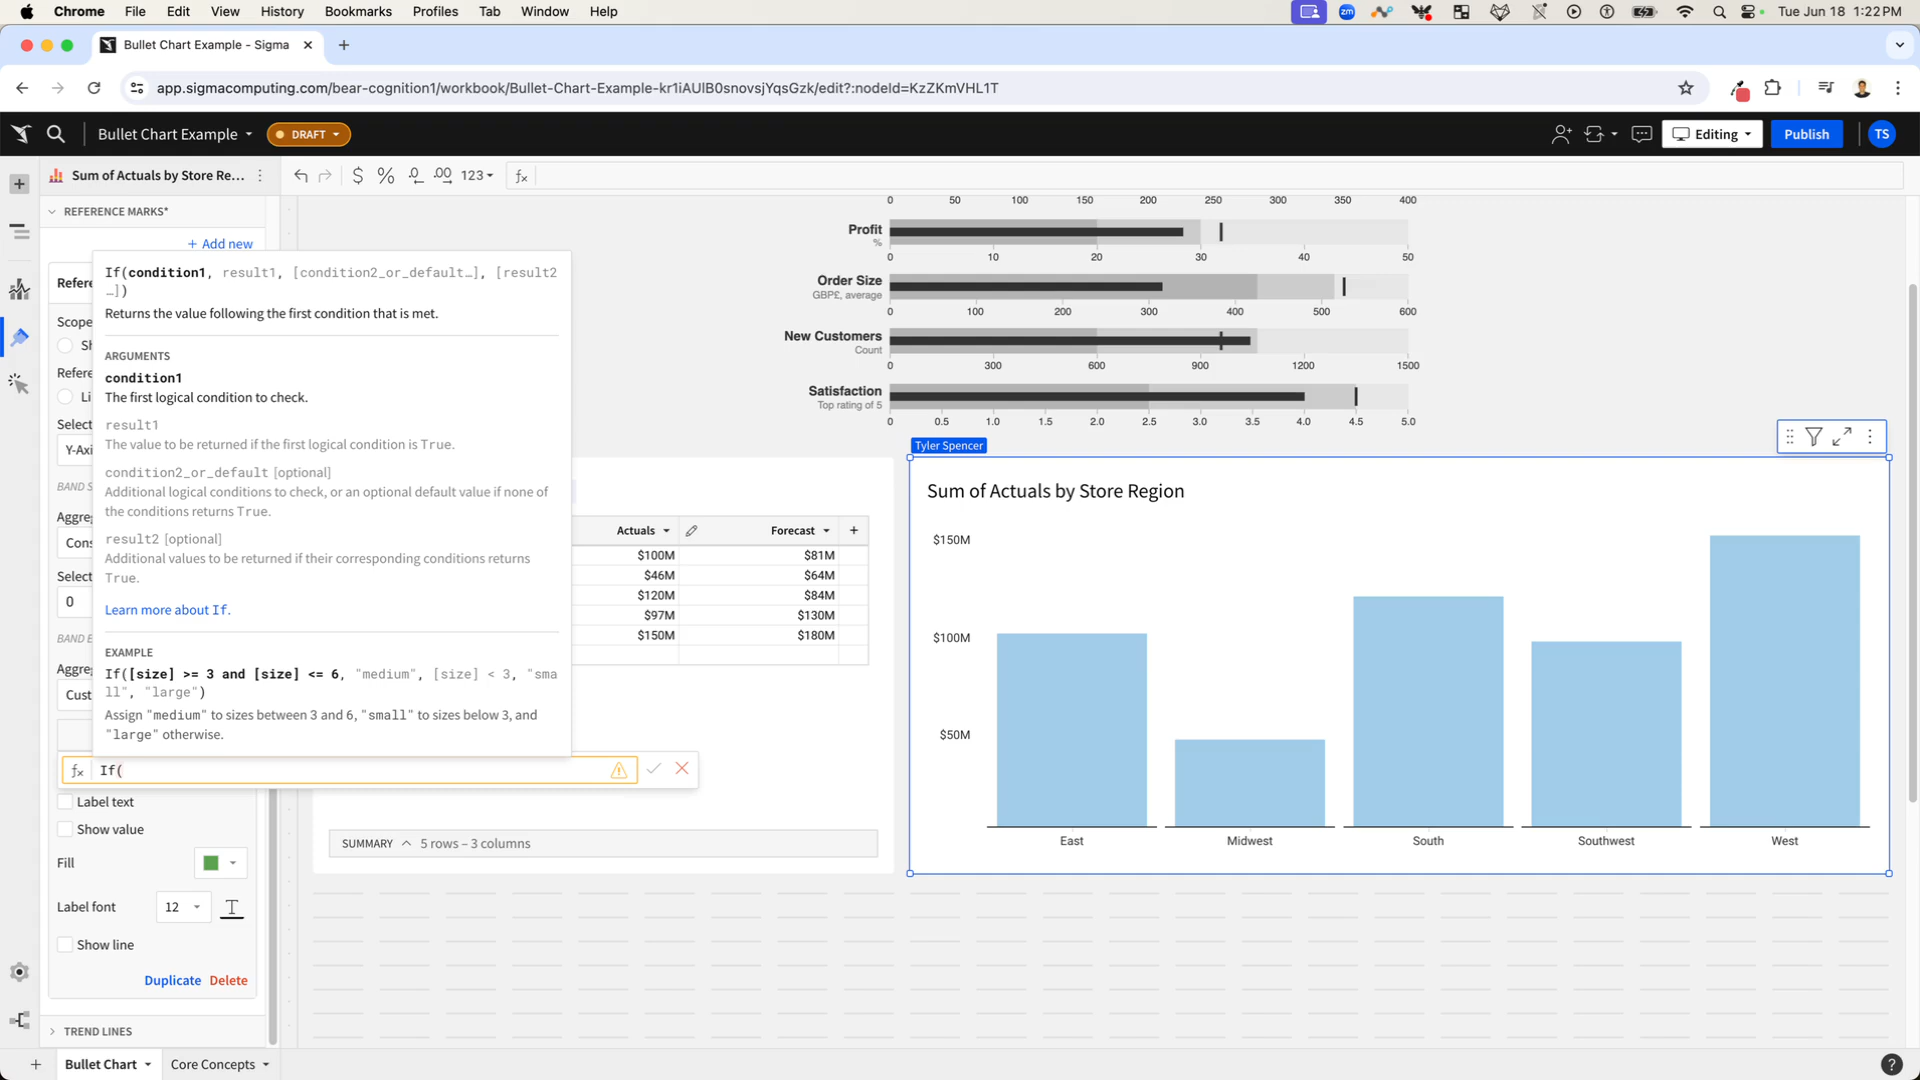 Chrome File Edit View History Bookmarks Profiles Tab Window Help
zm
Tue Jun 18 1:22 PM
Bullet Chart Example - Sigma
app.sigmacomputing.com/bear-cognition1/workbook/Bullet-Chart-Example-kr1iAUlB0snovsjYqsGzk/edit?:nodeId=KzZKmVHL1T
Bullet Chart Example
DRAFT
Editing
Publish
TS
Sum of Actuals by Store Re...
$ % .0 .00 123
fx
REFERENCE MARKS*
+ Add new
Refere
Scope
Sh
Refere
Li
Select
Y-Axi
BAND S
Aggre
Cons
Select
0
BAND E
Aggre
Cust
If(condition1, result1, [condition2_or_default…], [result2
…])
Returns the value following the first condition that is met.
ARGUMENTS
condition1
The first logical condition to check.
result1
The value to be returned if the first logical condition is True.
condition2_or_default [optional]
Additional logical conditions to check, or an optional default value if none of
the conditions returns True.
result2 [optional]
Additional values to be returned if their corresponding conditions returns
True.
Learn more about If.
EXAMPLE
If([size] >= 3 and [size] <= 6, "medium", [size] < 3, "sma
ll", "large")
Assign "medium" to sizes between 3 and 6, "small" to sizes below 3, and
"large" otherwise.
fx If(
Label text
Show value
Fill
Label font 12 T
Show line
Duplicate Delete
TREND LINES
0 50 100 150 200 250 300 350 400
Profit
%
0 10 20 30 40 50
Order Size
GBP£, average
0 100 200 300 400 500 600
New Customers
Count
0 300 600 900 1200 1500
Satisfaction
Top rating of 5
0 0.5 1.0 1.5 2.0 2.5 3.0 3.5 4.0 4.5 5.0
Actuals Forecast +
$100M $81M
$46M $64M
$120M $84M
$97M $130M
$150M $180M
SUMMARY 5 rows – 3 columns
Tyler Spencer
Sum of Actuals by Store Region
$150M
$100M
$50M
East Midwest South Southwest West
+ Bullet Chart Core Concepts
?